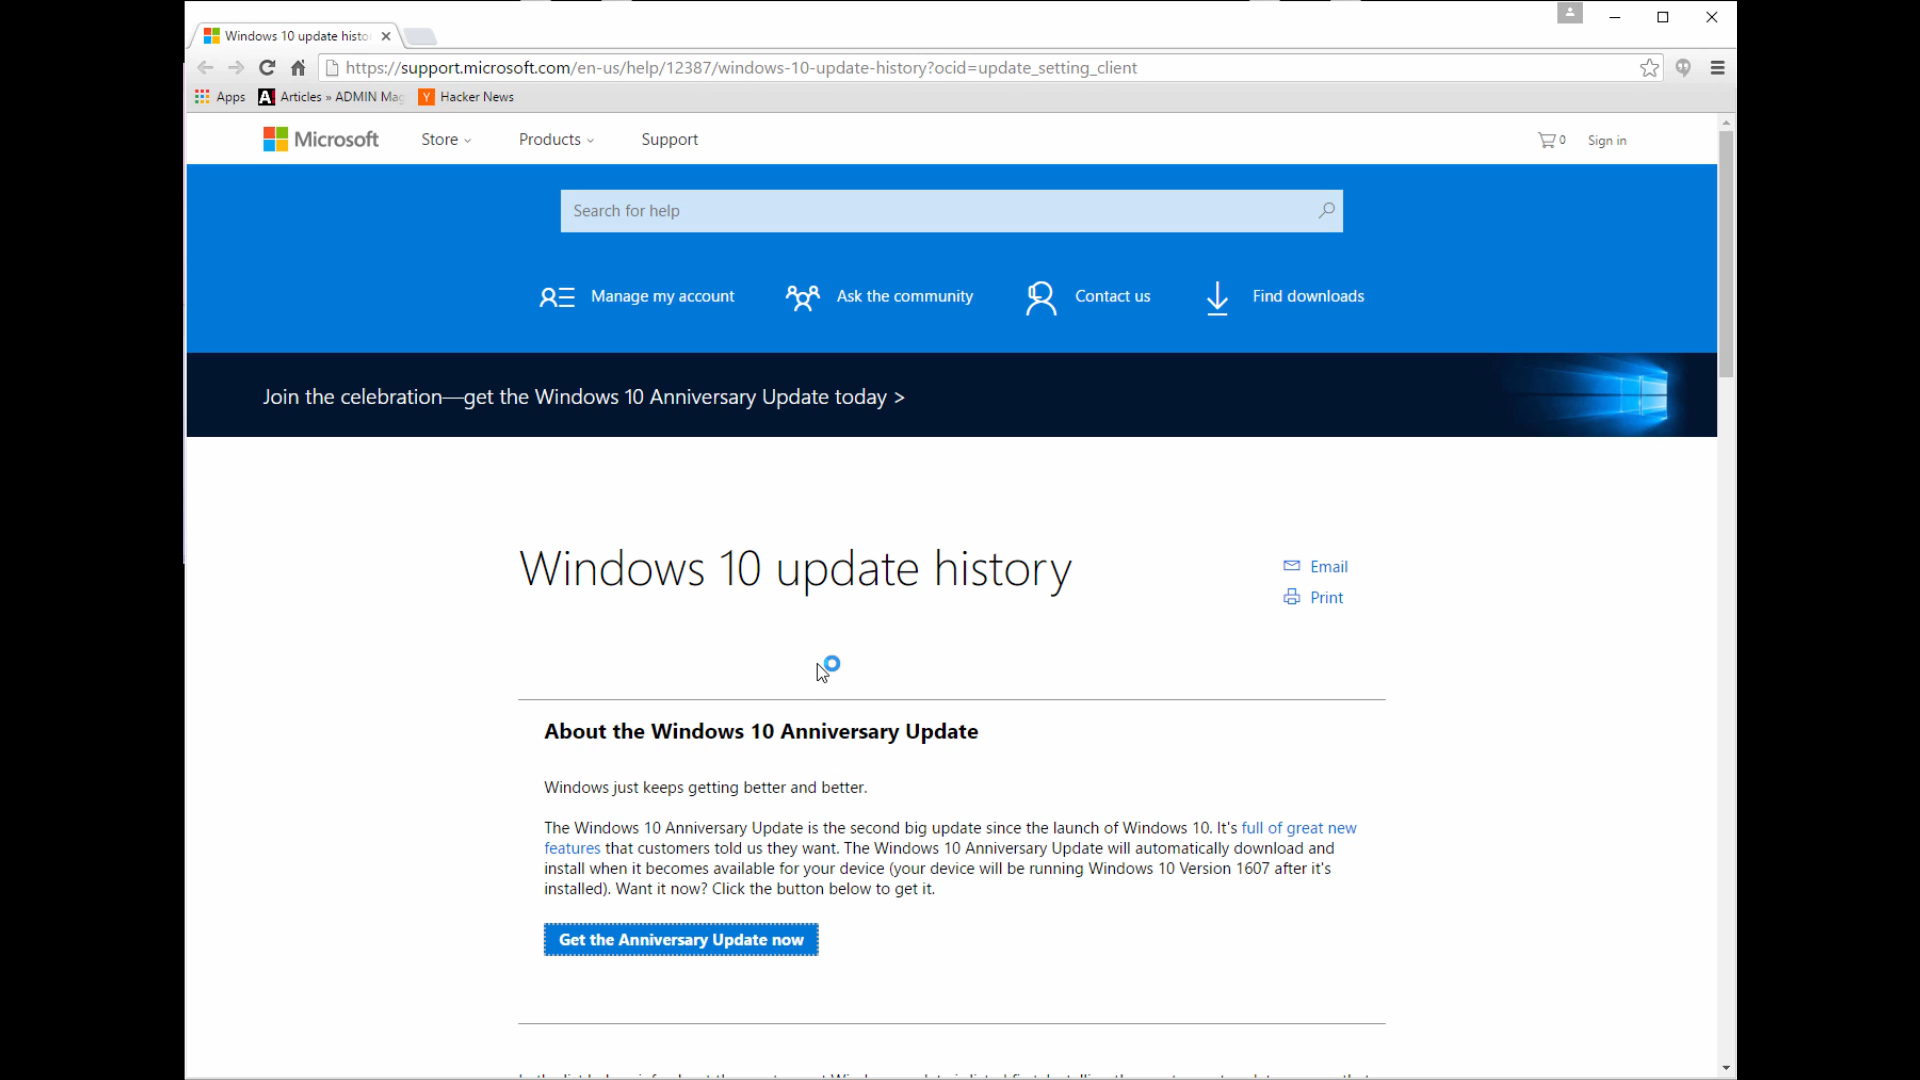 Windows 10 update histo
https://support.microsoft.com/en-us/help/12387/windows-10-update-history?ocid=update_setting_client
Apps Articles » ADMIN Mag Hacker News
Microsoft Store Products Support 0 Sign in
Search for help
Manage my account Ask the community Contact us Find downloads
Join the celebration—get the Windows 10 Anniversary Update today >
Windows 10 update history
Email
Print
About the Windows 10 Anniversary Update
Windows just keeps getting better and better.
The Windows 10 Anniversary Update is the second big update since the launch of Windows 10. It's full of great new
features that customers told us they want. The Windows 10 Anniversary Update will automatically download and
install when it becomes available for your device (your device will be running Windows 10 Version 1607 after it's
installed). Want it now? Click the button below to get it.
Get the Anniversary Update now